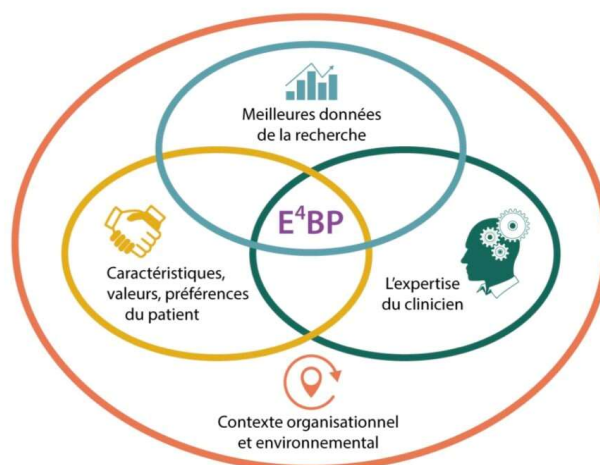 Meilleures données
de la recherche
E⁴BP
Caractéristiques,
valeurs, préférences
du patient
L'expertise
du clinicien
Contexte organisationnel
et environnemental